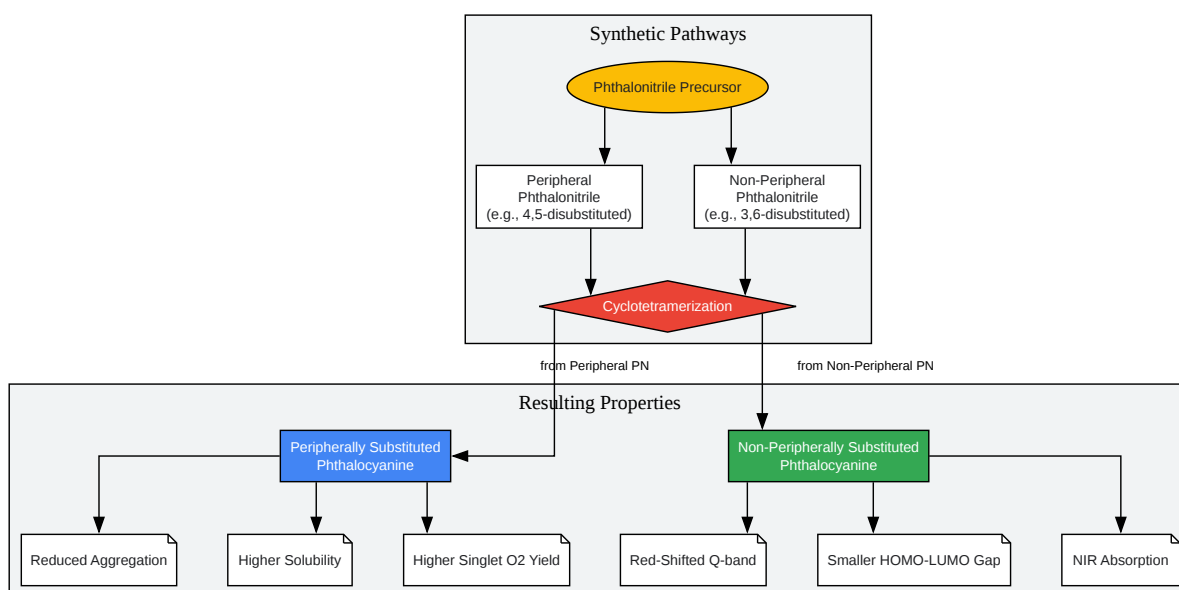 Synthetic Pathways
Phthalonitrile Precursor
Peripheral
Phthalonitrile
(e.g., 4,5-disubstituted)
Non-Peripheral
Phthalonitrile
(e.g., 3,6-disubstituted)
Cyclotetramerization
from Peripheral PN
from Non-Peripheral PN
Resulting Properties
Peripherally Substituted
Phthalocyanine
Non-Peripherally Substituted
Phthalocyanine
Reduced Aggregation
Higher Solubility
Higher Singlet O2 Yield
Red-Shifted Q-band
Smaller HOMO-LUMO Gap
NIR Absorption